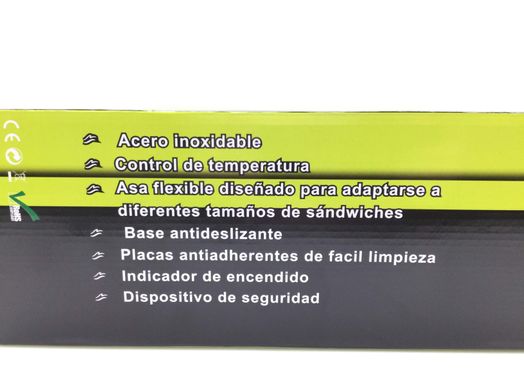 Acero inoxidable
Control de temperatura
Asa flexible diseñado para adaptarse a
diferentes tamaños de sándwiches
Base antideslizante
Placas antiadherentes de facil limpieza
Indicador de encendido
Dispositivo de seguridad
CE